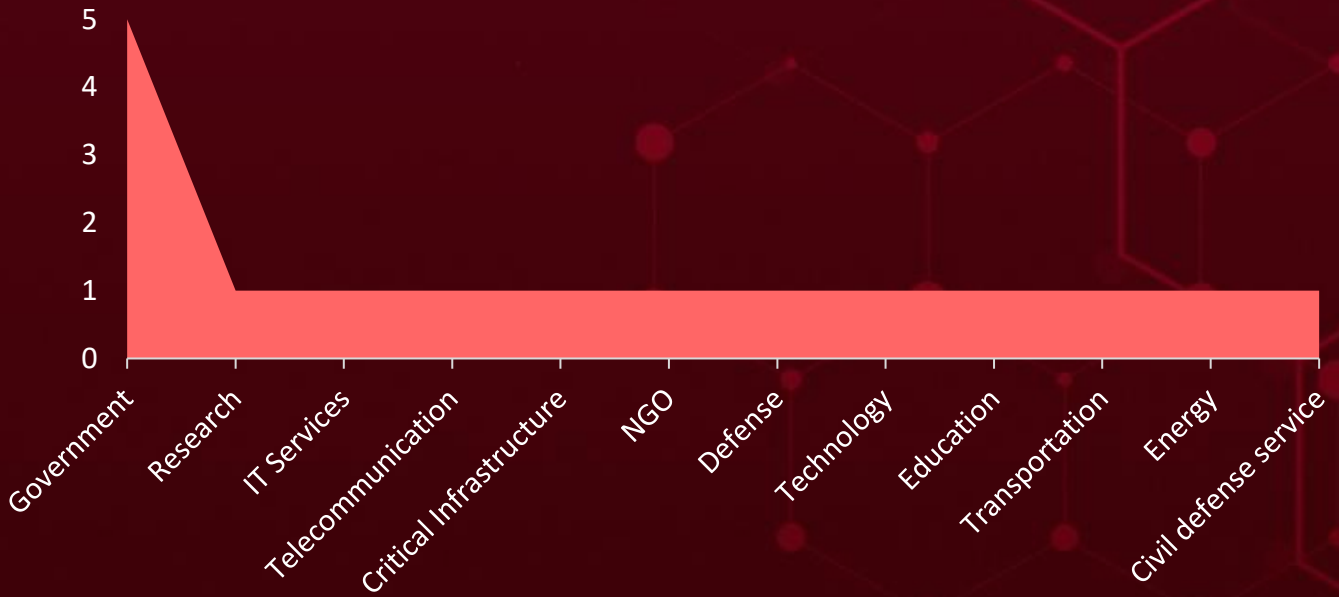 5
4
3
2
1
0
Government
Research
IT Services
Telecommunication
Critical Infrastructure
NGO
Defense
Technology
Education
Transportation
Energy
Civil defense service